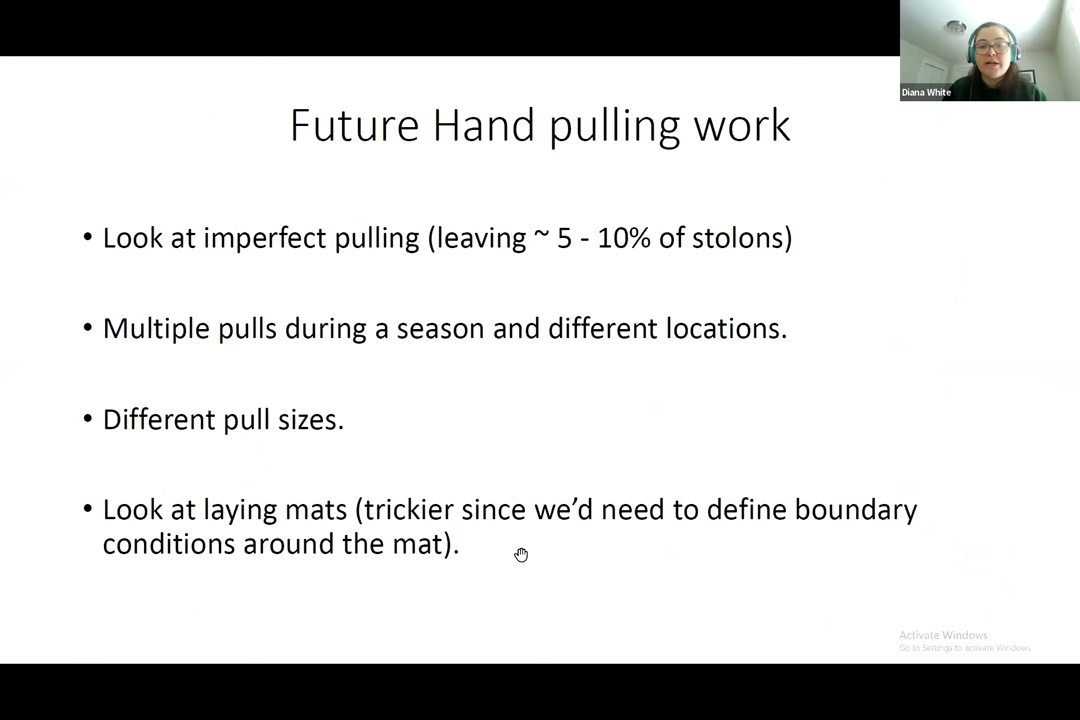 Diana White
Future Hand pulling work
• Look at imperfect pulling (leaving ~ 5 - 10% of stolons)
• Multiple pulls during a season and different locations.
• Different pull sizes.
• Look at laying mats (trickier since we’d need to define boundary
conditions around the mat).
Activate Windows
Go to Settings to activate Windows.